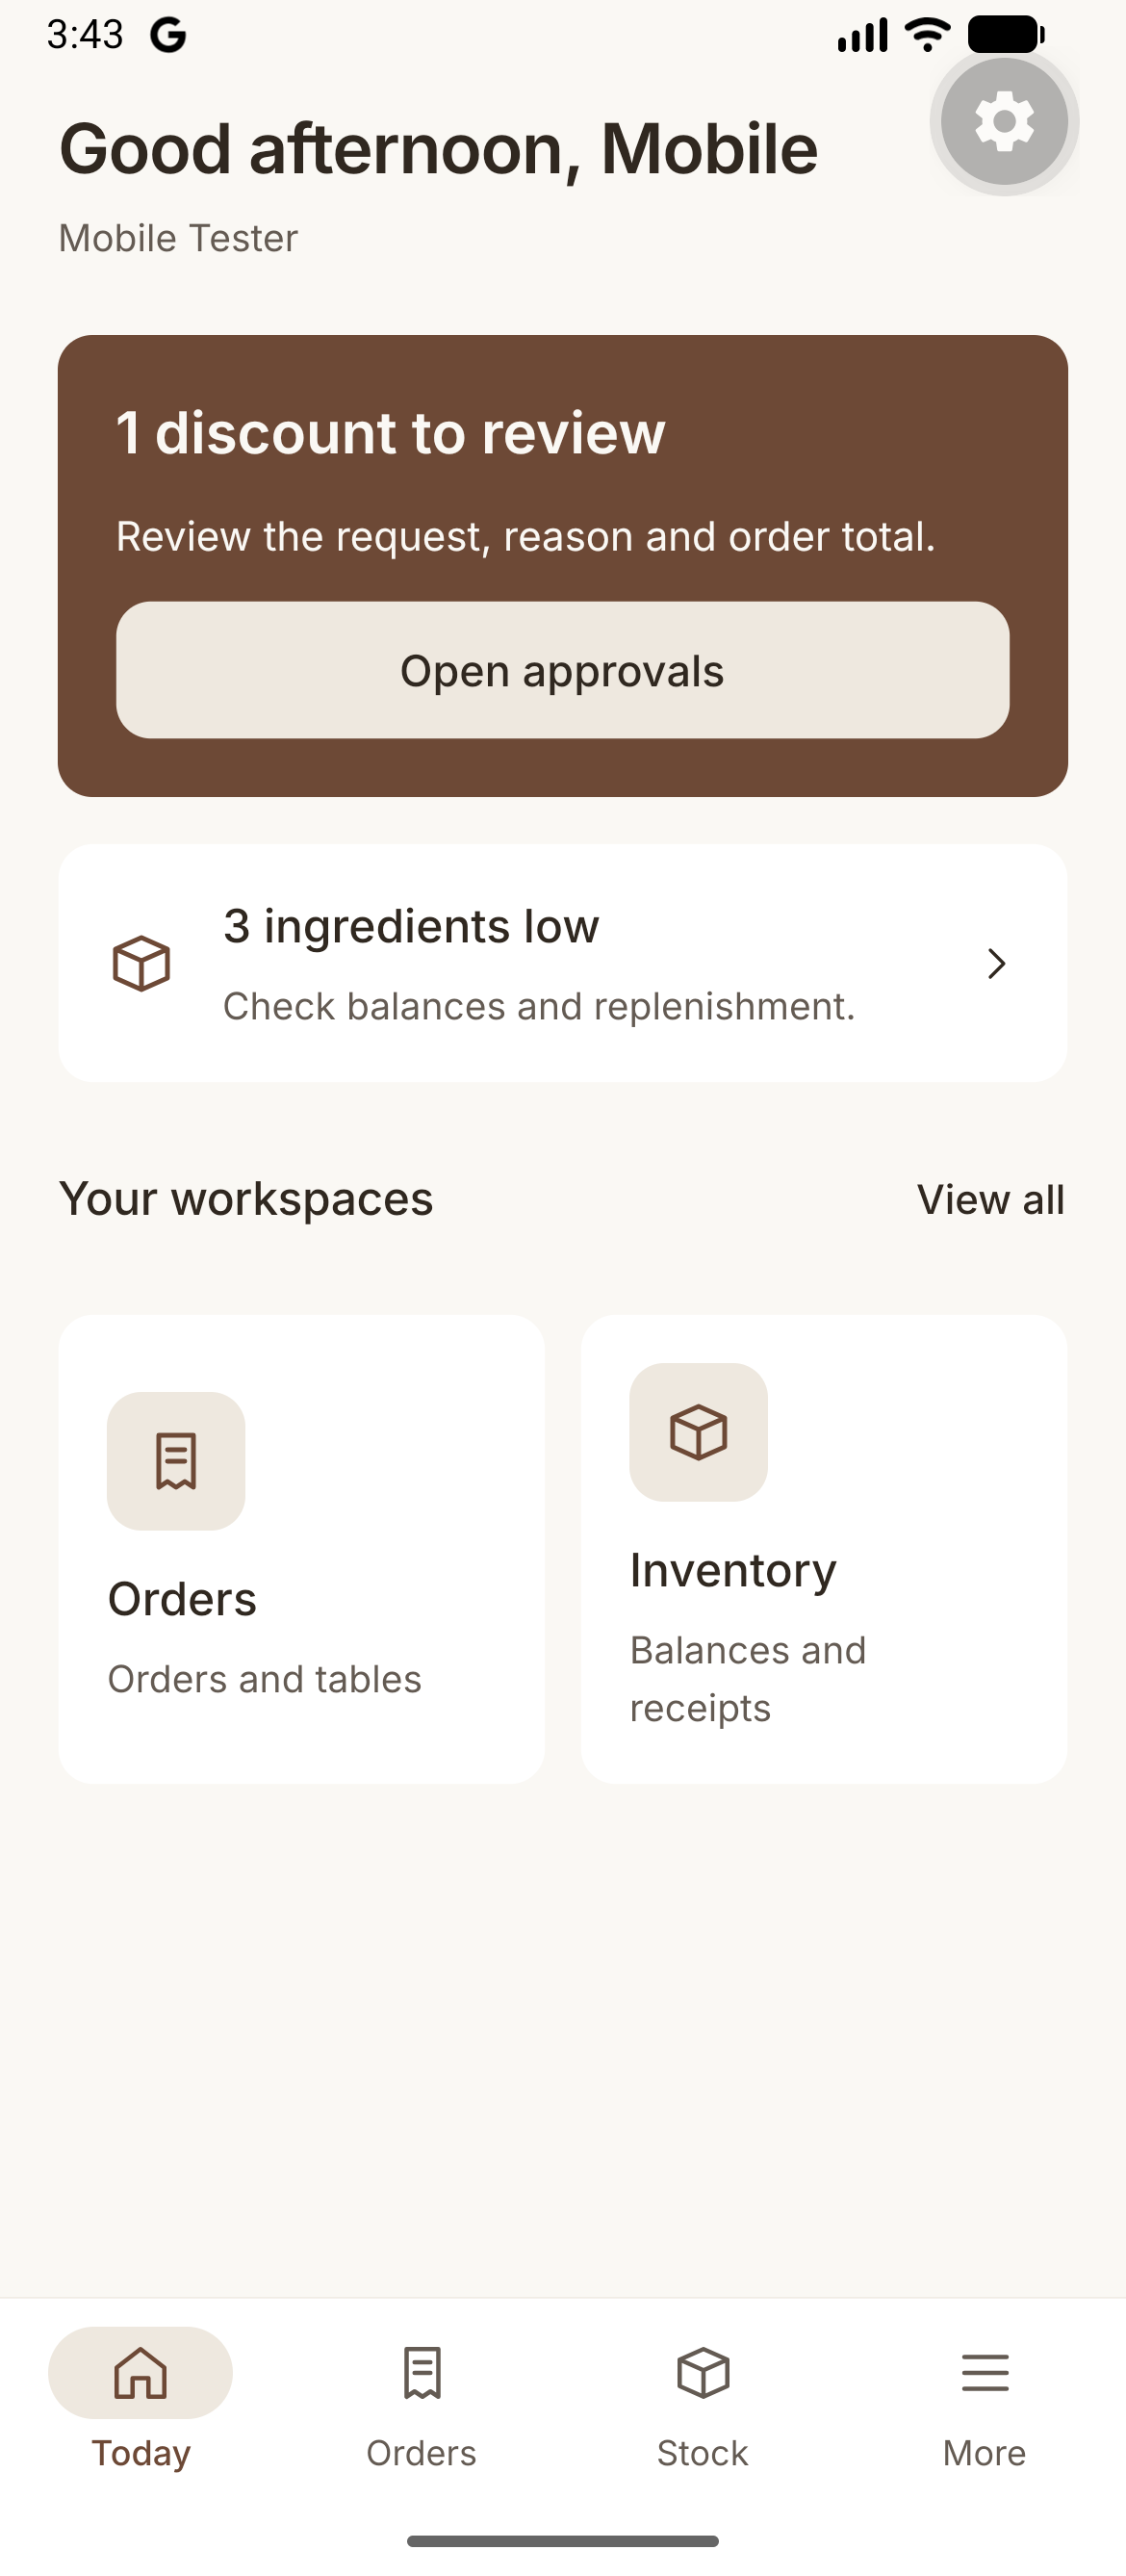 3:43
Good afternoon, Mobile
Mobile Tester
1 discount to review
Review the request, reason and order total.
Open approvals
3 ingredients low
Check balances and replenishment.
Your workspaces
View all
Orders
Orders and tables
Inventory
Balances and
receipts
Today
Orders
Stock
More